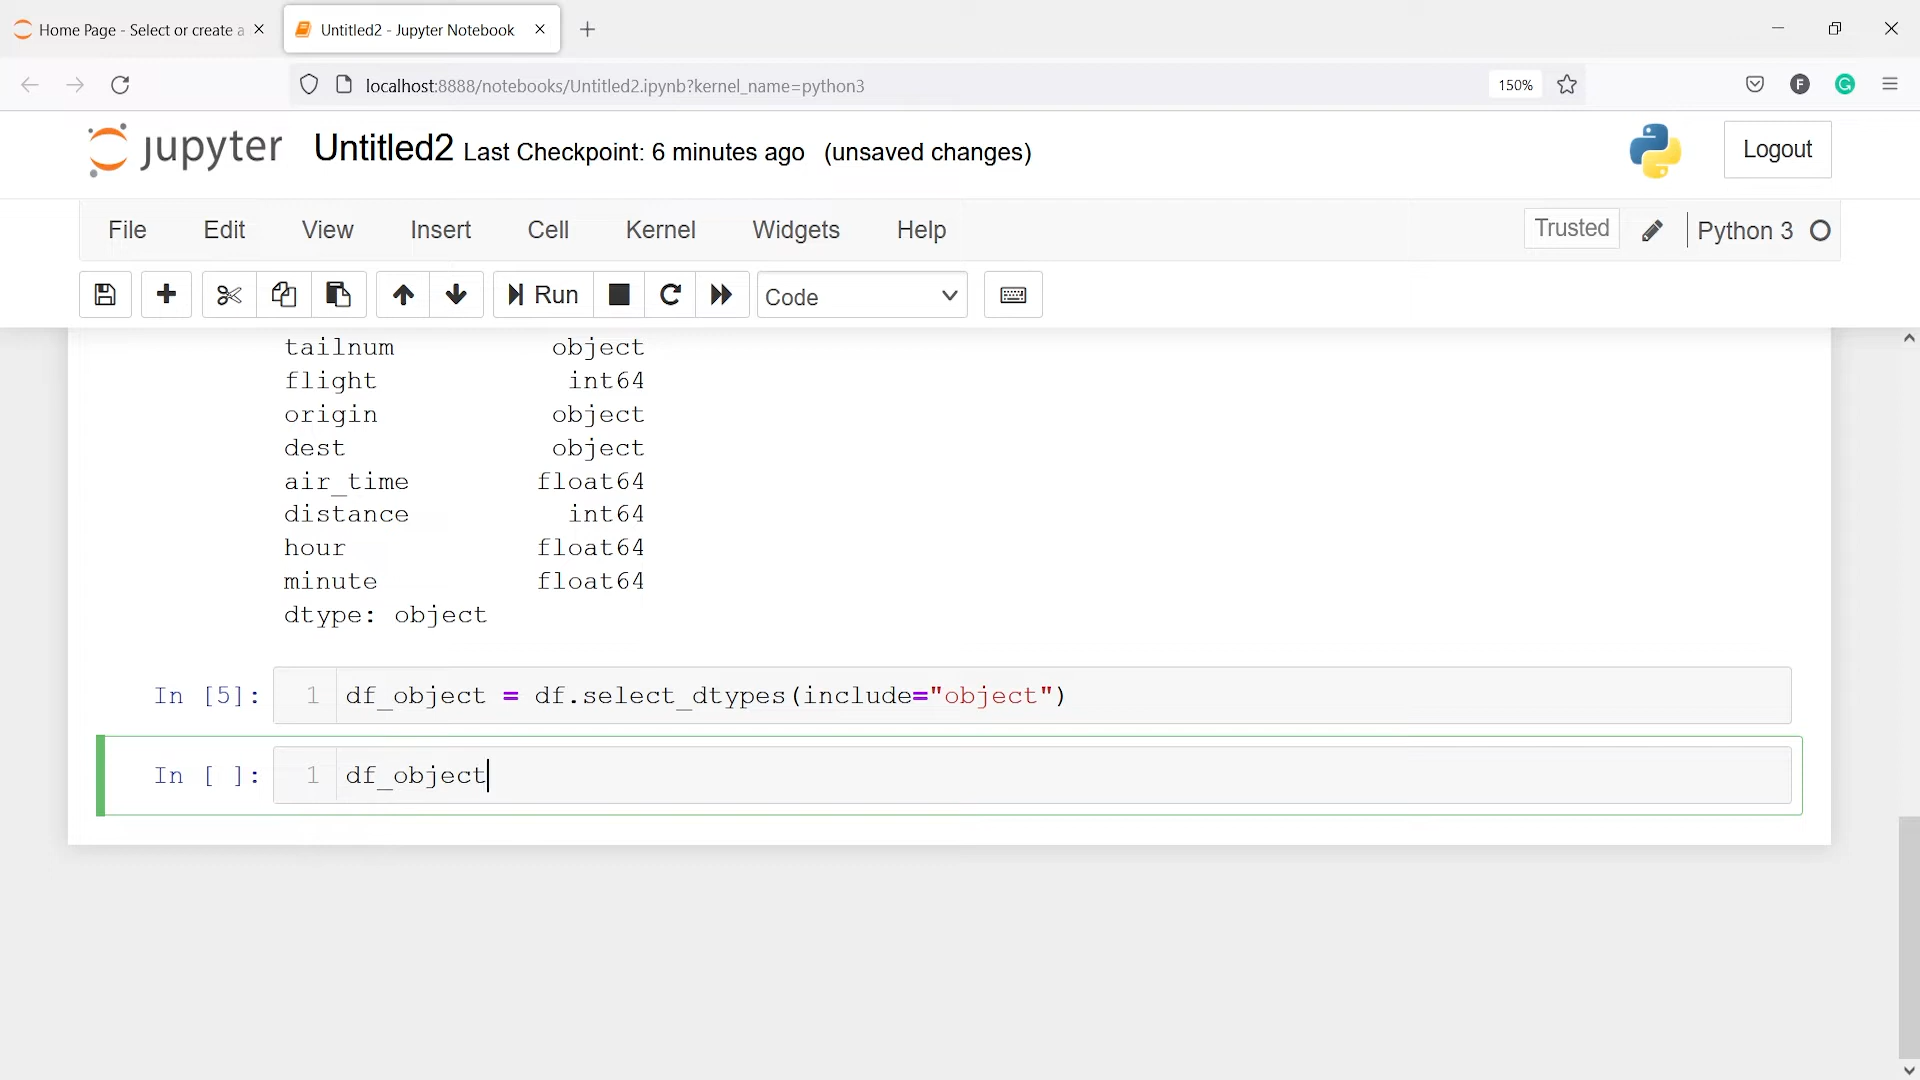 Home Page - Select or create a
Untitled2 - Jupyter Notebook
localhost:8888/notebooks/Untitled2.ipynb?kernel_name=python3
150%
F
G
jupyter Untitled2 Last Checkpoint: 6 minutes ago (unsaved changes)
Logout
File Edit View Insert Cell Kernel Widgets Help
Trusted
Python 3
Run
Code
tailnum object
flight int64
origin object
dest object
air_time float64
distance int64
hour float64
minute float64
dtype: object
In [5]: 1 df_object = df.select_dtypes(include="object")
In [ ]: 1 df_object